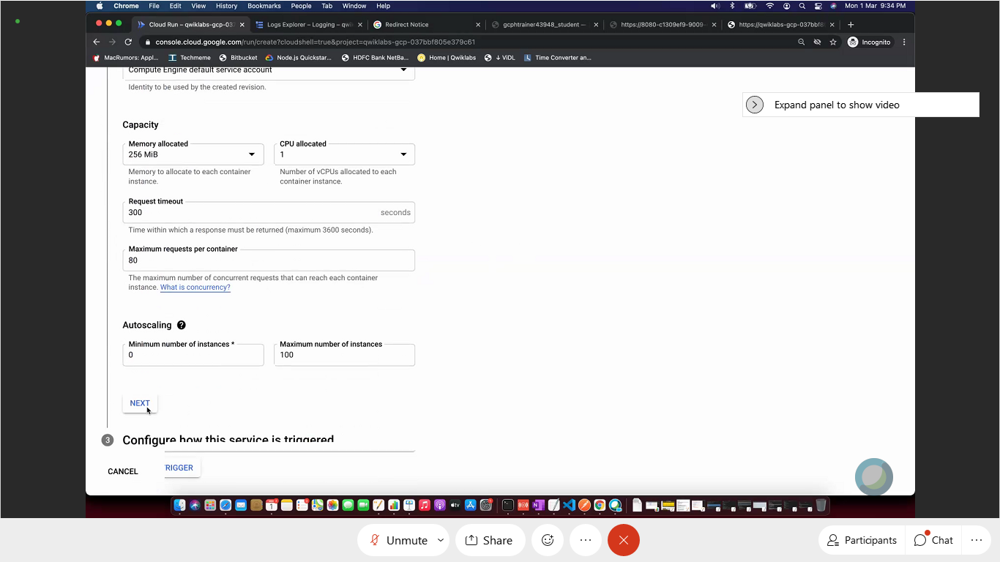 Chrome File Edit View History Bookmarks People Tab Window Help Mon 1 Mar 9:34 PM
Cloud Run – qwiklabs-gcp-03 Logs Explorer – Logging – qwi Redirect Notice gcphtrainer43948_student — https://8080-c1309ef9-9009- https://qwiklabs-gcp-037bbf8
console.cloud.google.com/run/create?cloudshell=true&project=qwiklabs-gcp-037bbf805e379c61 Incognito
MacRumors: Appl... Techmeme Bitbucket Node.js Quickstar... HDFC Bank NetBa... Home | Qwiklabs ↓ ViDL Time Converter an...
Compute Engine default service account
Identity to be used by the created revision.
Expand panel to show video
Capacity
Memory allocated CPU allocated
256 MiB 1
Memory to allocate to each container Number of vCPUs allocated to each
instance. container instance.
Request timeout
300 seconds
Time within which a response must be returned (maximum 3600 seconds).
Maximum requests per container
80
The maximum number of concurrent requests that can reach each container
instance. What is concurrency?
Autoscaling
Minimum number of instances * Maximum number of instances
0 100
NEXT
3 Configure how this service is triggered
CANCEL TRIGGER
Unmute Share Participants Chat